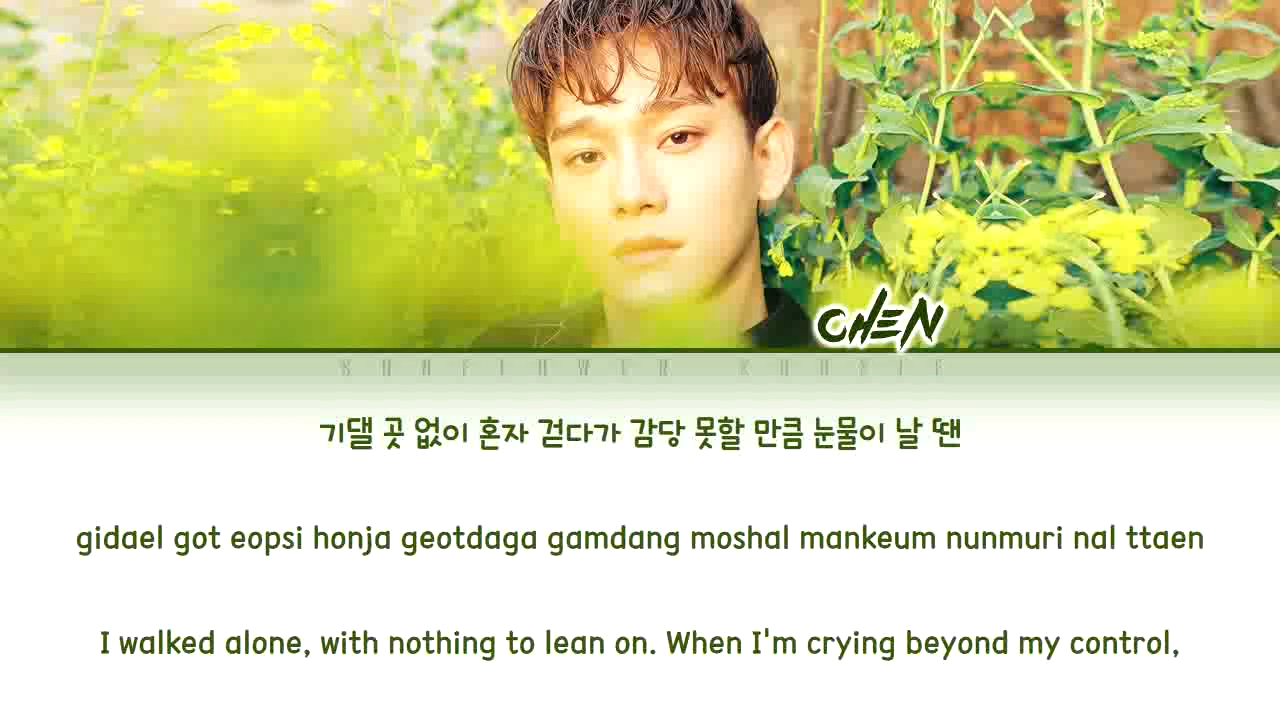 CHEN
SUNFLOWER KOOKIE
기댈 곳 없이 혼자 걷다가 감당 못할 만큼 눈물이 날 땐
gidael got eopsi honja geotdaga gamdang moshal mankeum nunmuri nal ttaen
I walked alone, with nothing to lean on. When I'm crying beyond my control,